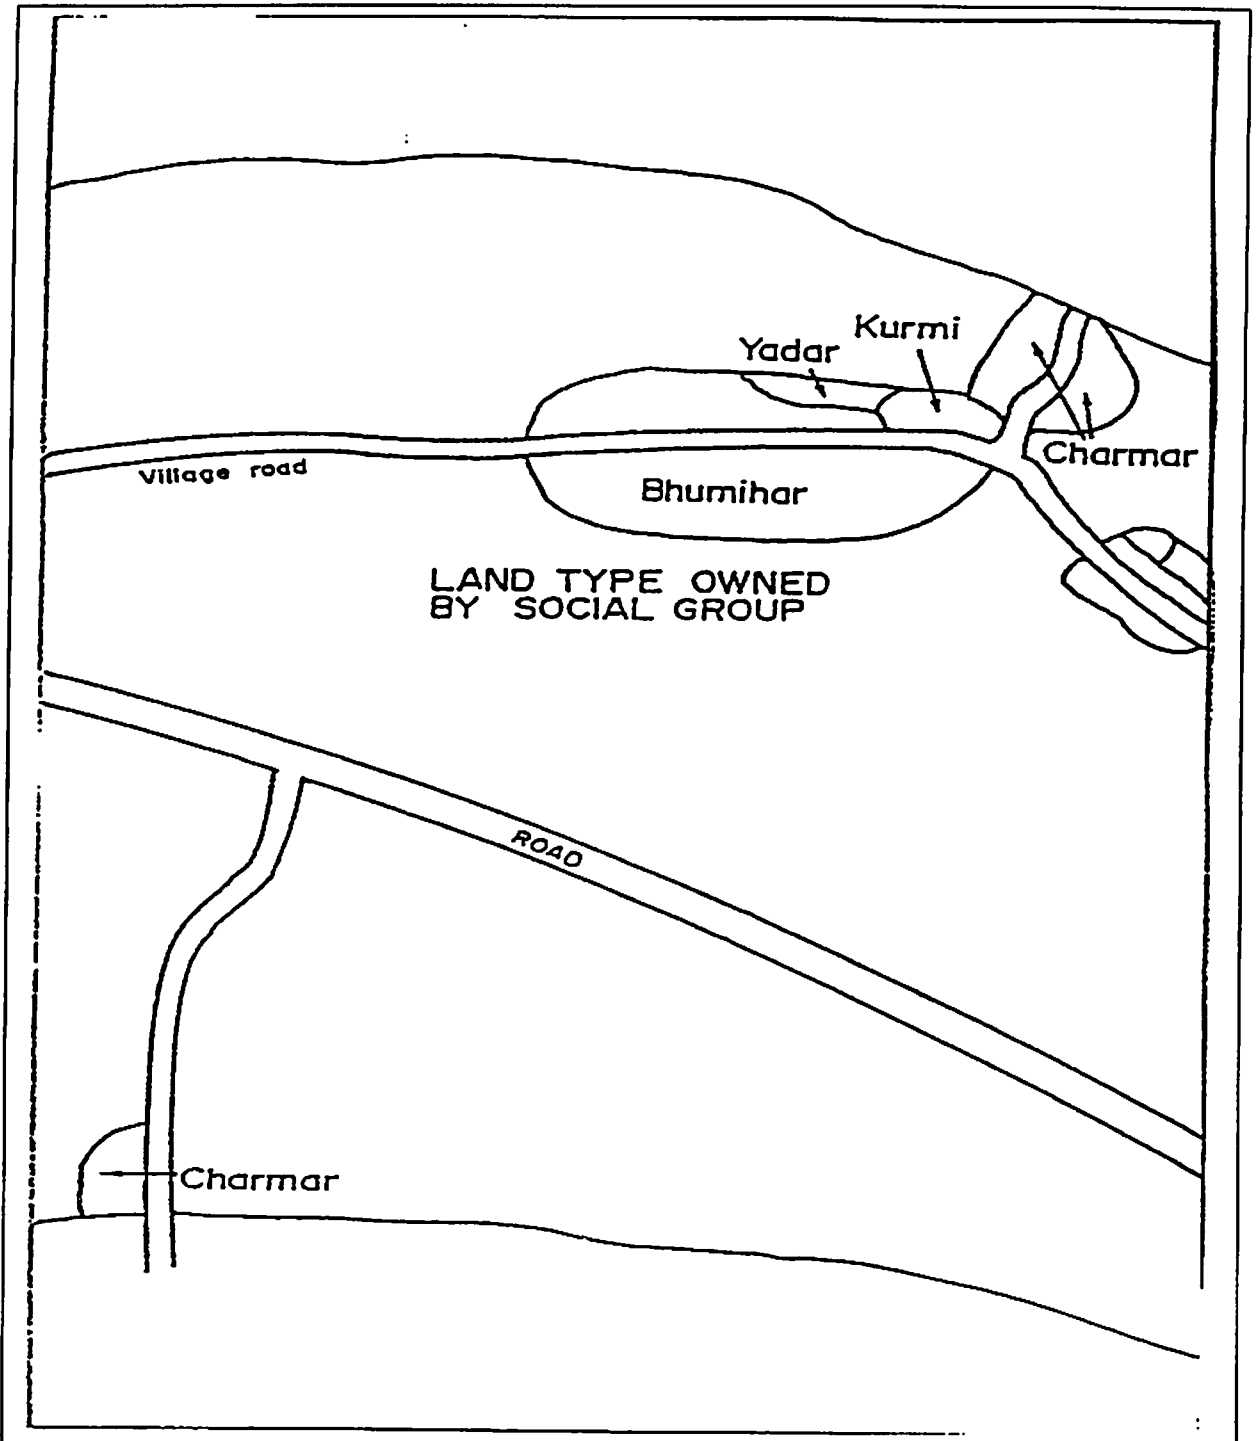 Kurmi
Yadar
Charmar
Village road
Bhumihar
LAND TYPE OWNED
BY SOCIAL GROUP
ROAD
Charmar